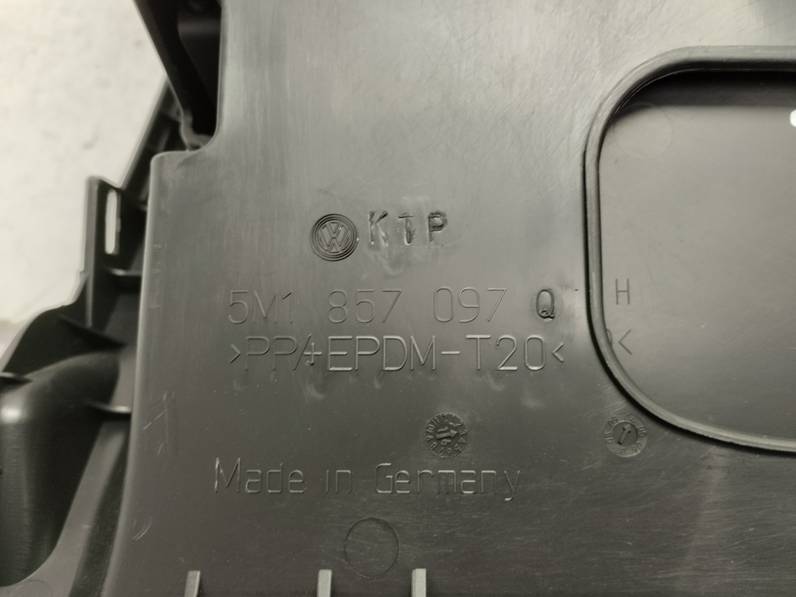 KTP
5M1 857 097 Q H
>PP+EPDM-T20<
Made in Germany